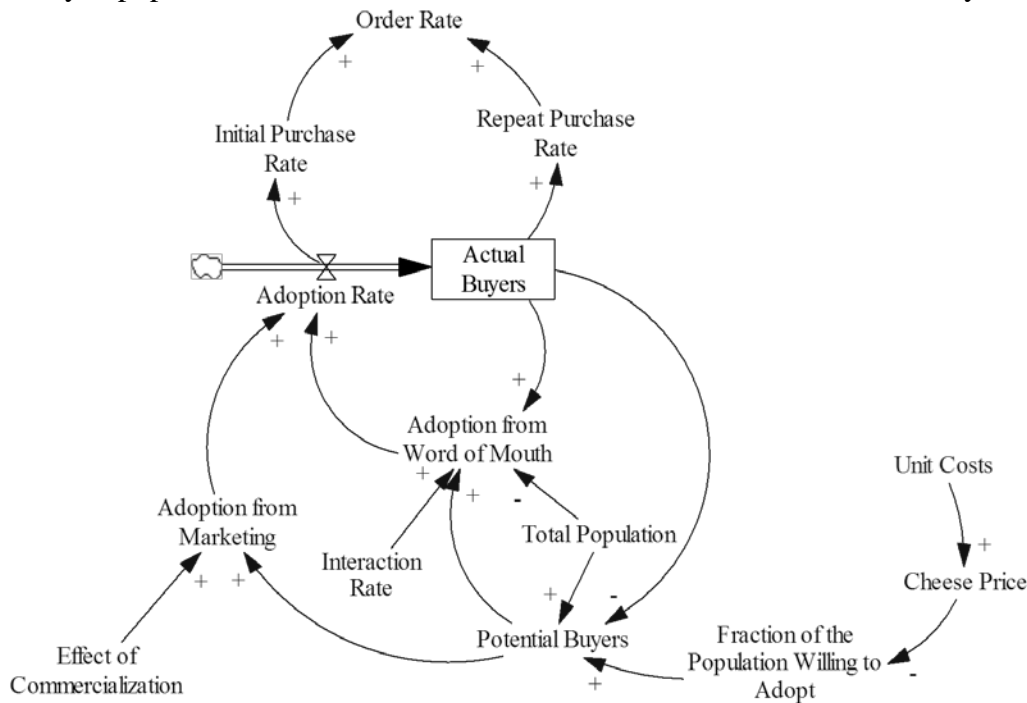 Order Rate
+
+
Initial Purchase
Rate
Repeat Purchase
Rate
+
+
Actual
Buyers
Adoption Rate
+
+
+
Adoption from
Word of Mouth
+
+
-
Unit Costs
+
Adoption from
Marketing
Total Population
Interaction
Rate
+
+
+
-
Cheese Price
Potential Buyers
Fraction of the
Population Willing to
Adopt
+
-
Effect of
Commercialization